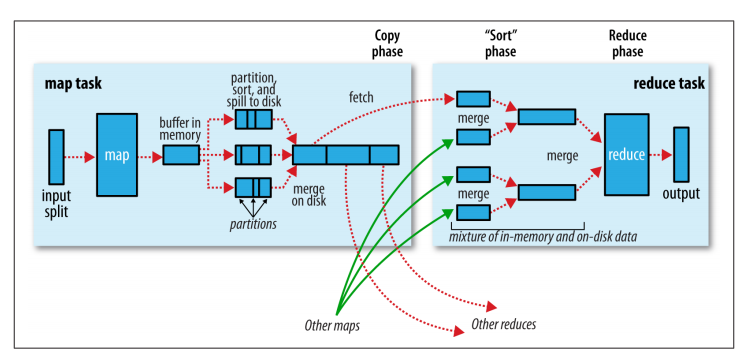 Copy
phase
“Sort”
phase
Reduce
phase
map task
reduce task
partition,
sort, and
spill to disk
fetch
buffer in
memory
map
input
split
merge
on disk
partitions
merge
merge
merge
reduce
output
mixture of in-memory and on-disk data
Other maps
Other reduces